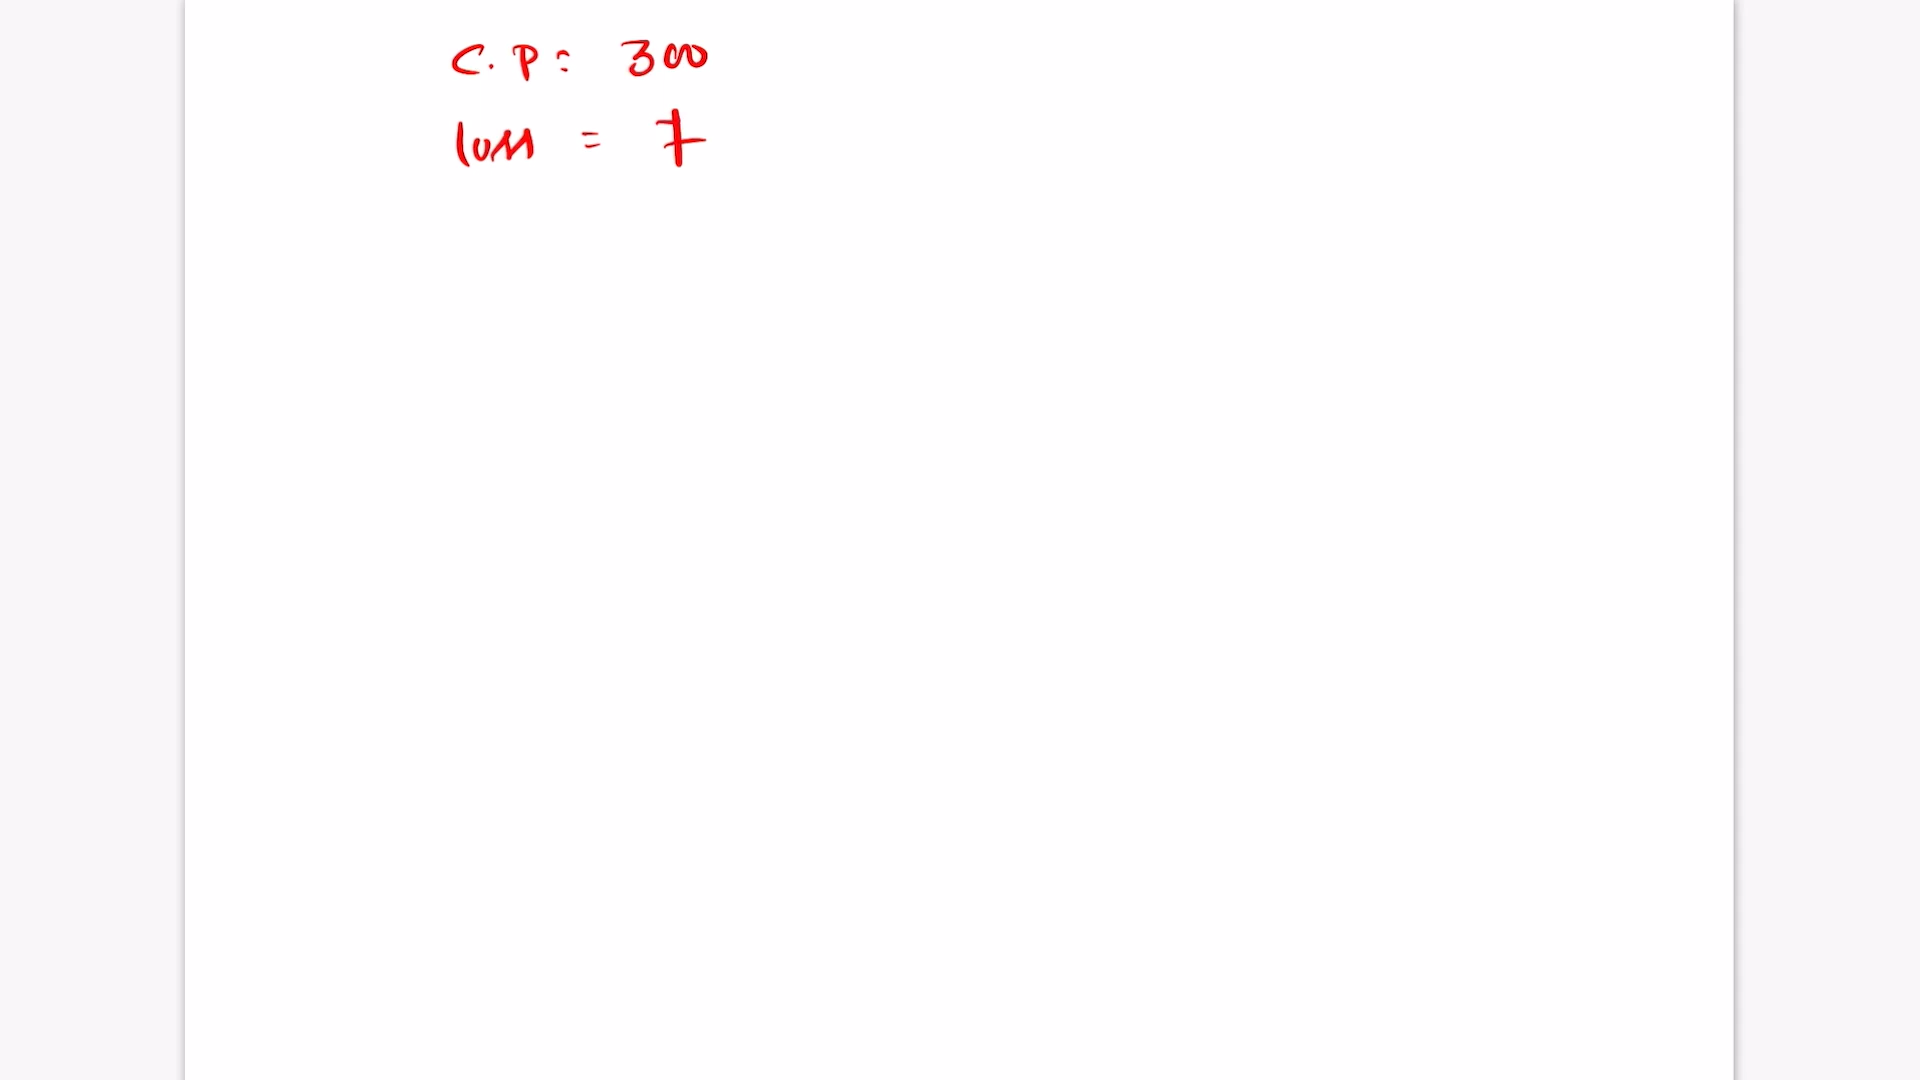 C.P = 300
loss = 7